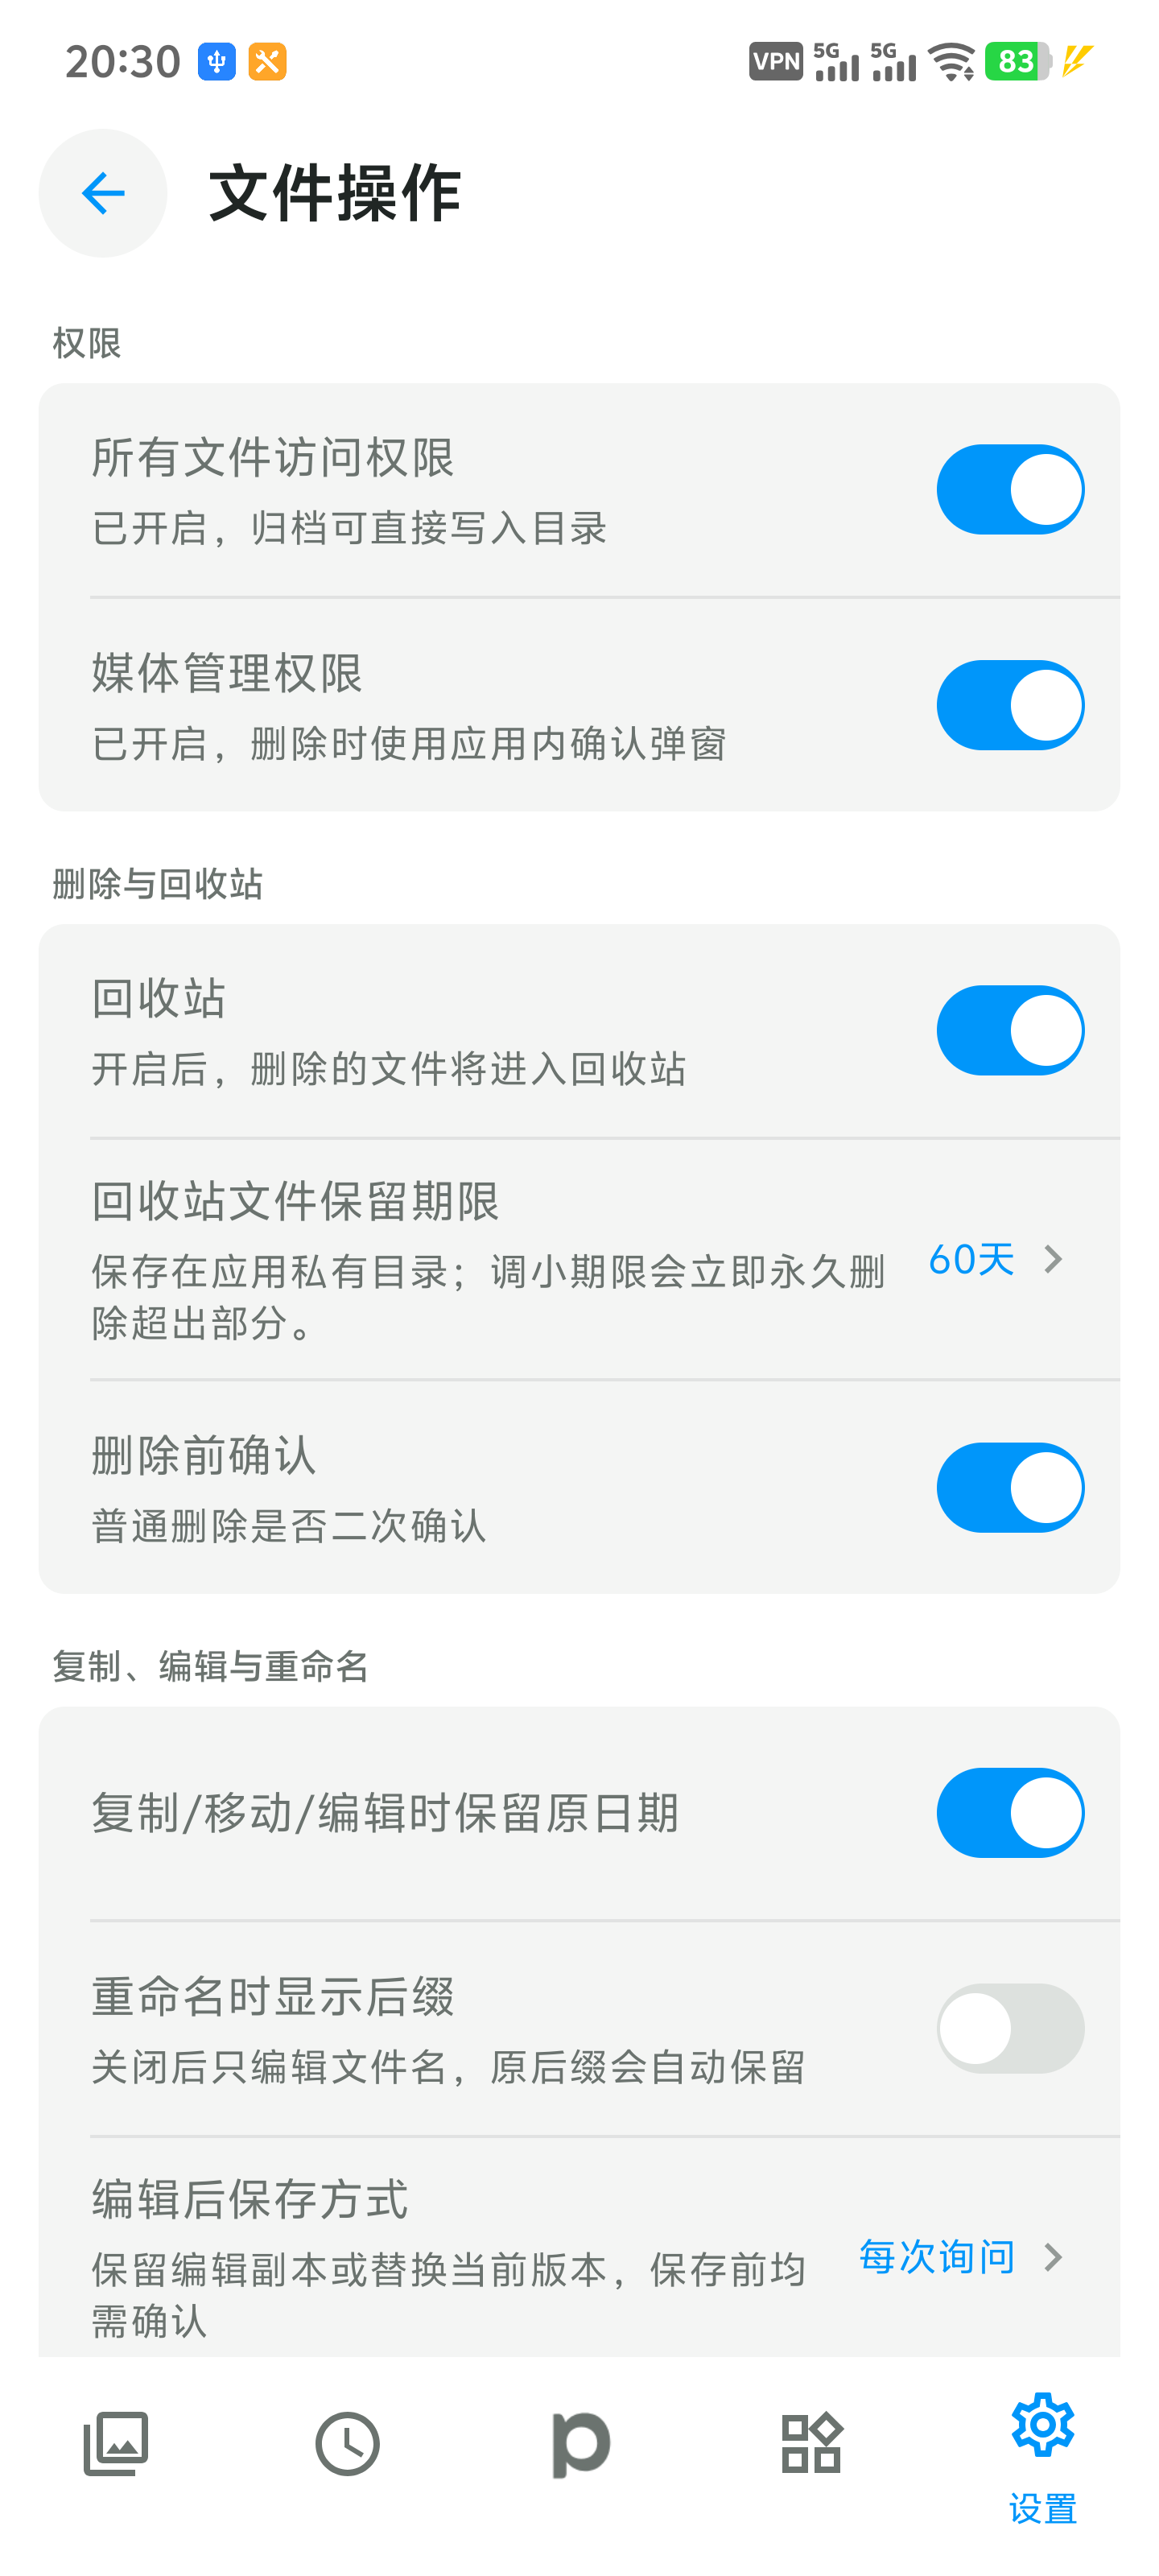 20:30
VPN 5G 5G 83
文件操作
权限
所有文件访问权限
已开启，归档可直接写入目录
媒体管理权限
已开启，删除时使用应用内确认弹窗
删除与回收站
回收站
开启后，删除的文件将进入回收站
回收站文件保留期限
保存在应用私有目录；调小期限会立即永久删
除超出部分。
60天
删除前确认
普通删除是否二次确认
复制、编辑与重命名
复制/移动/编辑时保留原日期
重命名时显示后缀
关闭后只编辑文件名，原后缀会自动保留
编辑后保存方式
保留编辑副本或替换当前版本，保存前均
需确认
每次询问
p
设置